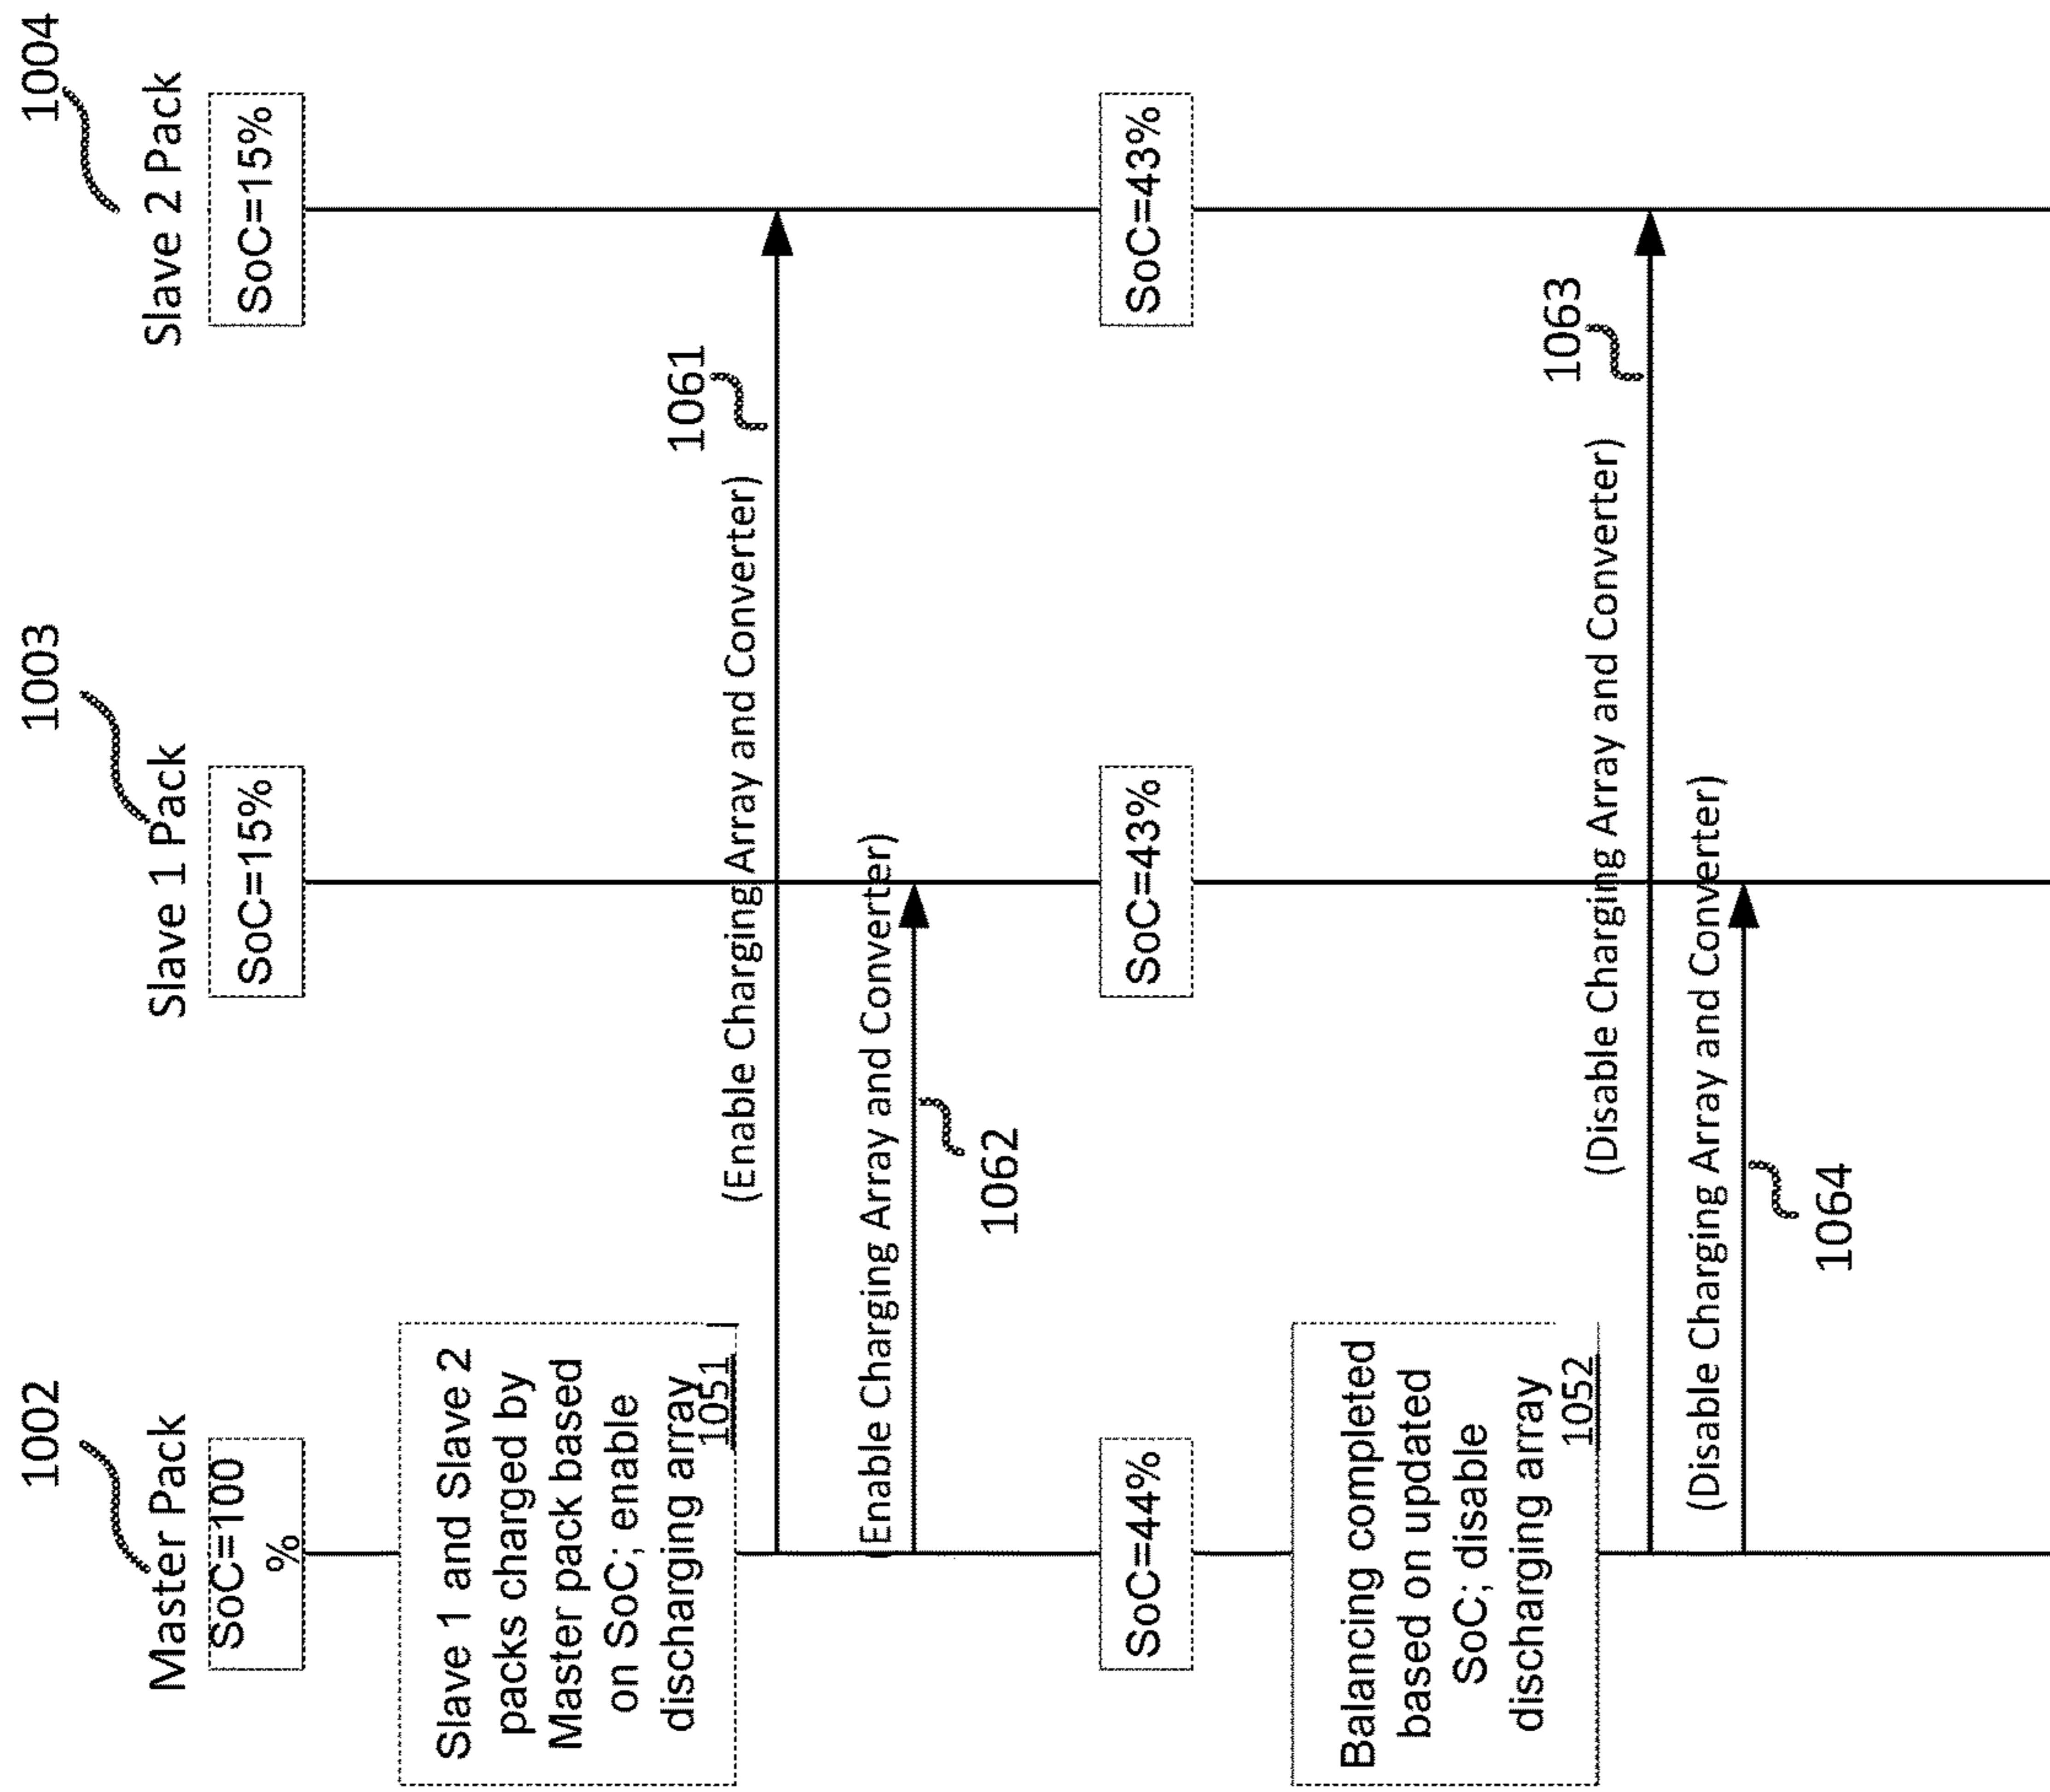 1002
1003
1004
Master Pack
Slave 1 Pack
Slave 2 Pack
SoC=100
%
SoC=15%
SoC=15%
Slave 1 and Slave 2
packs charged by
Master pack based
on SoC; enable
discharging array
1051
1061
(Enable Charging Array and Converter)
(Enable Charging Array and Converter)
1062
SoC=44%
SoC=43%
SoC=43%
Balancing completed
based on updated
SoC; disable
discharging array
1052
1063
(Disable Charging Array and Converter)
(Disable Charging Array and Converter)
1064